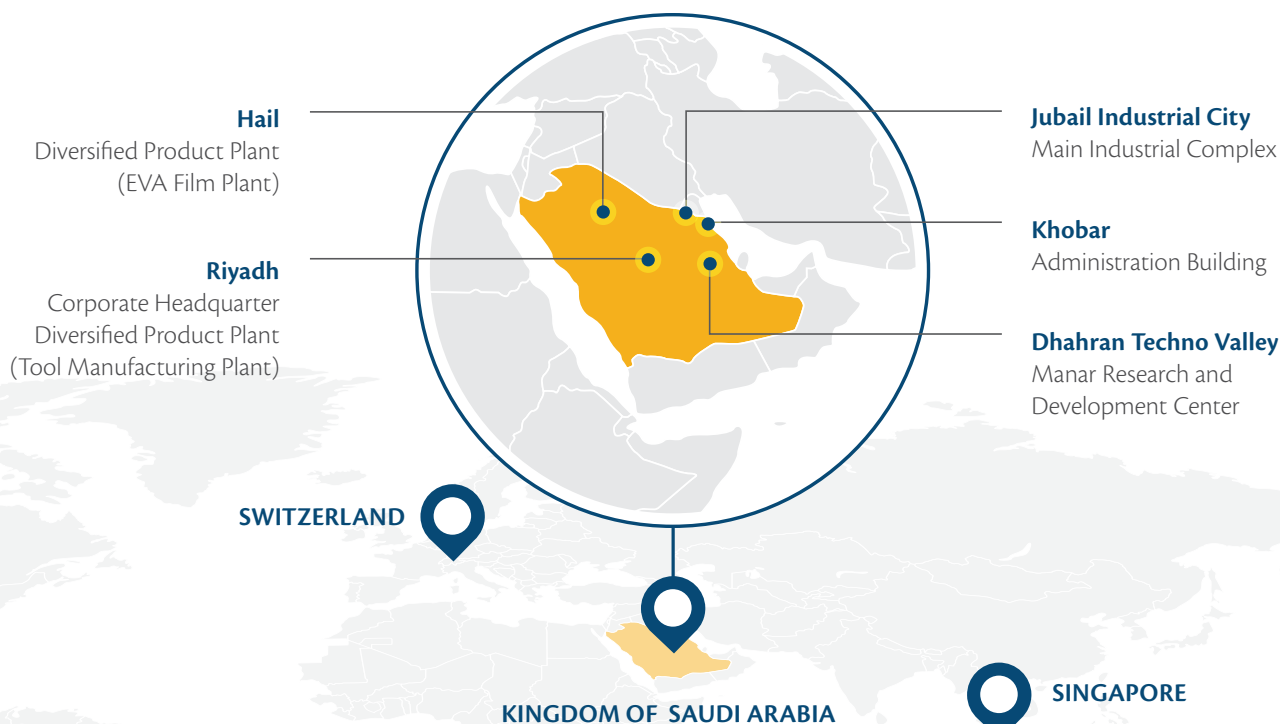 Hail
Diversified Product Plant
(EVA Film Plant)
Riyadh
Corporate Headquarter
Diversified Product Plant
(Tool Manufacturing Plant)
Jubail Industrial City
Main Industrial Complex
Khobar
Administration Building
Dhahran Techno Valley
Manar Research and
Development Center
SWITZERLAND
KINGDOM OF SAUDI ARABIA
SINGAPORE